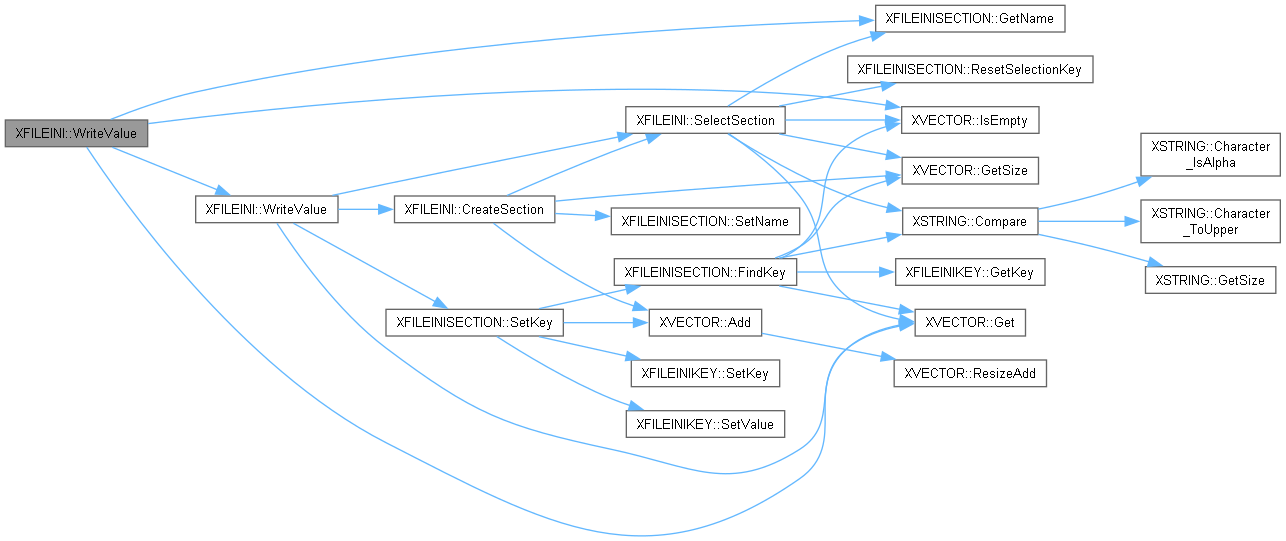 XFILEINISECTION::GetName
XFILEINISECTION::ResetSelectionKey
XFILEINI::WriteValue
XFILEINI::SelectSection
XVECTOR::IsEmpty
XSTRING::Character
_IsAlpha
XVECTOR::GetSize
XFILEINI::WriteValue
XFILEINI::CreateSection
XFILEINISECTION::SetName
XSTRING::Compare
XSTRING::Character
_ToUpper
XFILEINISECTION::FindKey
XFILEINIKEY::GetKey
XSTRING::GetSize
XFILEINISECTION::SetKey
XVECTOR::Add
XVECTOR::Get
XFILEINIKEY::SetKey
XVECTOR::ResizeAdd
XFILEINIKEY::SetValue